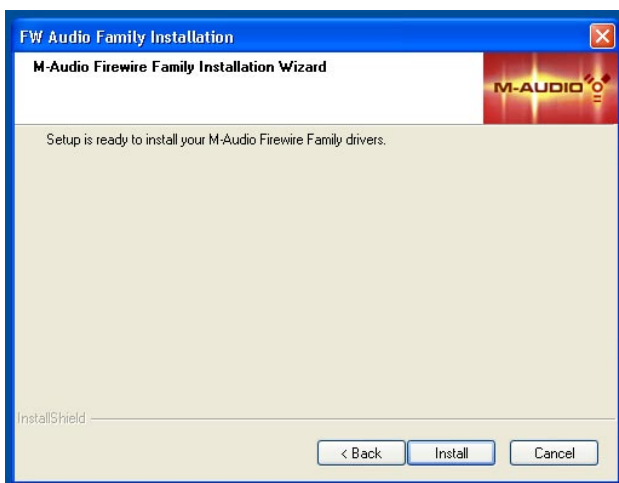 FW Audio Family Installation
M-Audio Firewire Family Installation Wizard
M-AUDIO
Setup is ready to install your M-Audio Firewire Family drivers.
InstallShield
< Back Install Cancel